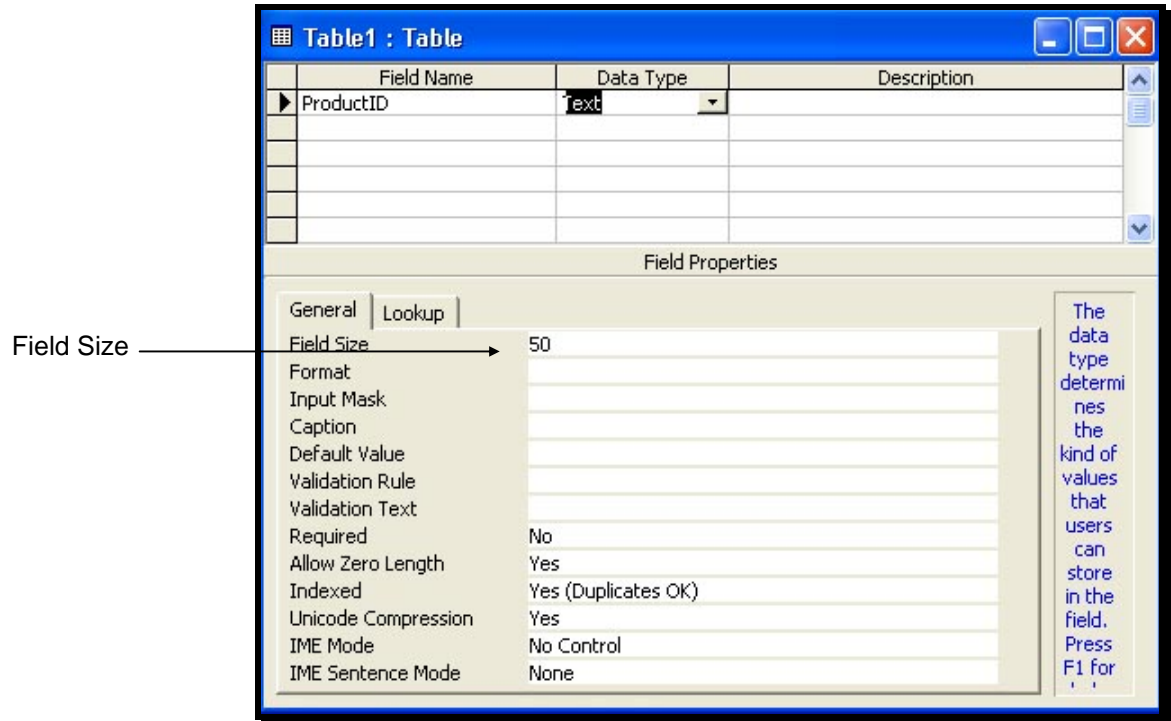 Table1 : Table
Field Name Data Type Description
ProductID Text
Field Properties
General Lookup
Field Size
Field Size 50
Format
Input Mask
Caption
Default Value
Validation Rule
Validation Text
Required No
Allow Zero Length Yes
Indexed Yes (Duplicates OK)
Unicode Compression Yes
IME Mode No Control
IME Sentence Mode None
The
data
type
determi
nes
the
kind of
values
that
users
can
store
in the
field.
Press
F1 for